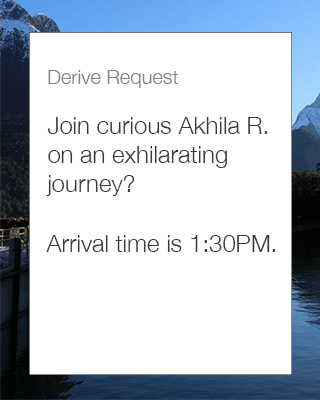 Derive Request
Join curious Akhila R.
on an exhilarating
journey?
Arrival time is 1:30PM.